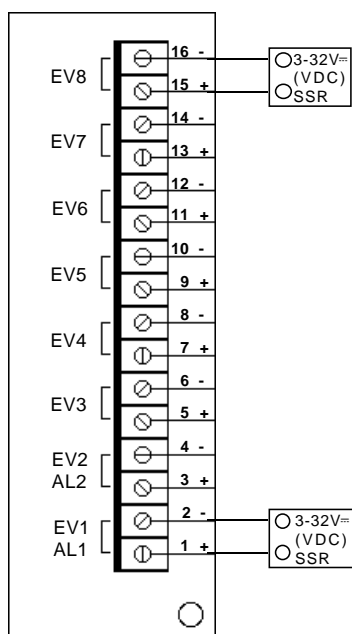 16 -
3-32V⎓
EV8
(VDC)
15 +
SSR
14 -
EV7
13 +
12 -
EV6
11 +
10 -
EV5
9 +
8 -
EV4
7 +
6 -
EV3
5 +
4 -
EV2
AL2
3 +
2 -
3-32V⎓
EV1
(VDC)
AL1
1 +
SSR